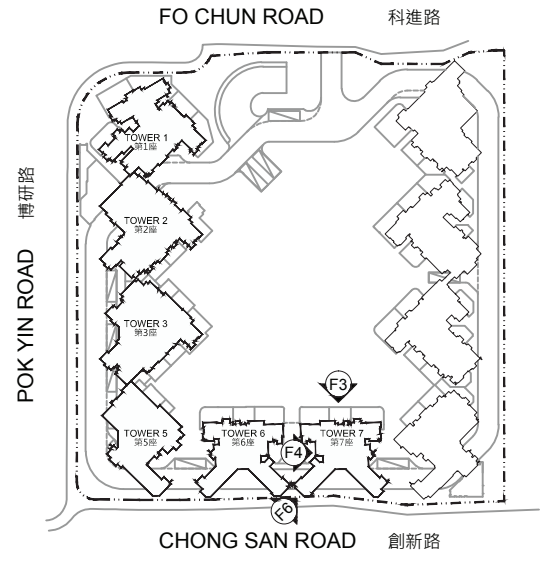 FO CHUN ROAD 科進路
POK YIN ROAD 博研路
TOWER 1
第1座
TOWER 2
第2座
TOWER 3
第3座
TOWER 5
第5座
TOWER 6
第6座
TOWER 7
第7座
F3
F4
F6
CHONG SAN ROAD 創新路